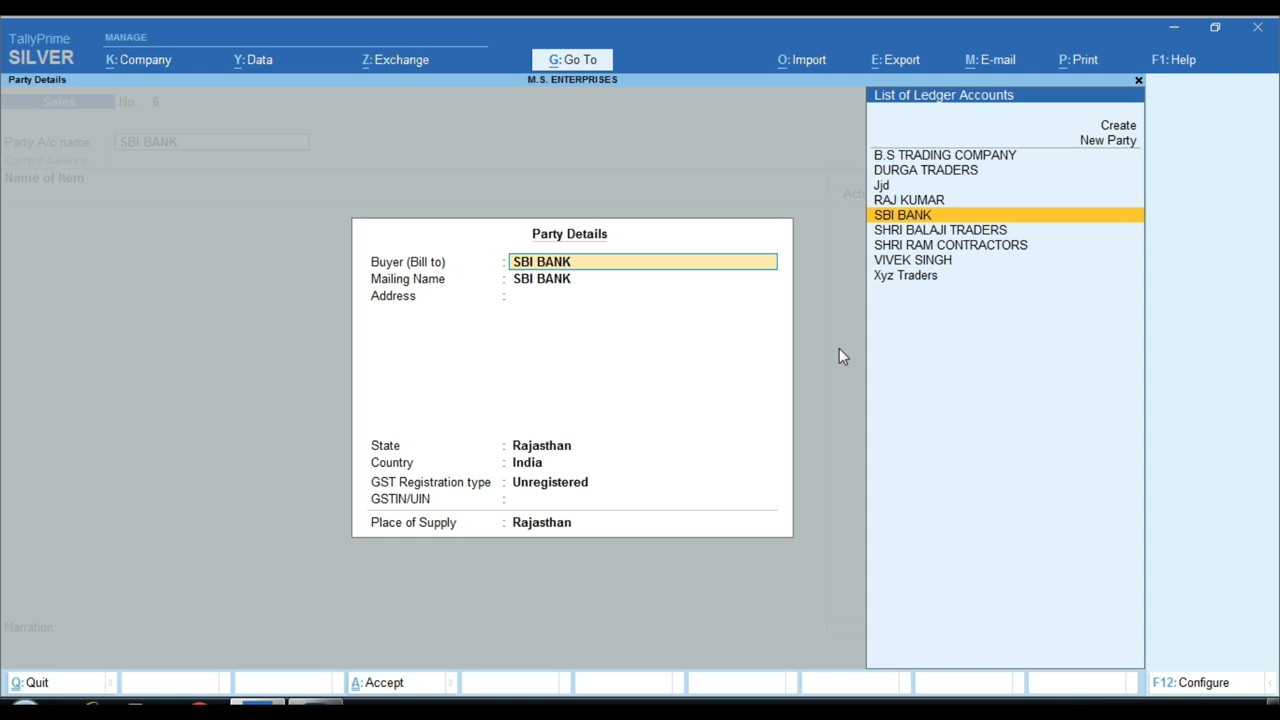 TallyPrime
SILVER
MANAGE
K: Company
Y: Data
Z: Exchange
G: Go To
O: Import
E: Export
M: E-mail
P: Print
F1: Help
Party Details
M.S. ENTERPRISES
Sales No. 6
Party A/c name : SBI BANK
Current balance
Name of Item
Actu
Narration:
Party Details
Buyer (Bill to) : SBI BANK
Mailing Name : SBI BANK
Address :
State : Rajasthan
Country : India
GST Registration type : Unregistered
GSTIN/UIN :
Place of Supply : Rajasthan
List of Ledger Accounts
Create
New Party
B.S TRADING COMPANY
DURGA TRADERS
Jjd
RAJ KUMAR
SBI BANK
SHRI BALAJI TRADERS
SHRI RAM CONTRACTORS
VIVEK SINGH
Xyz Traders
Q: Quit
A: Accept
F12: Configure